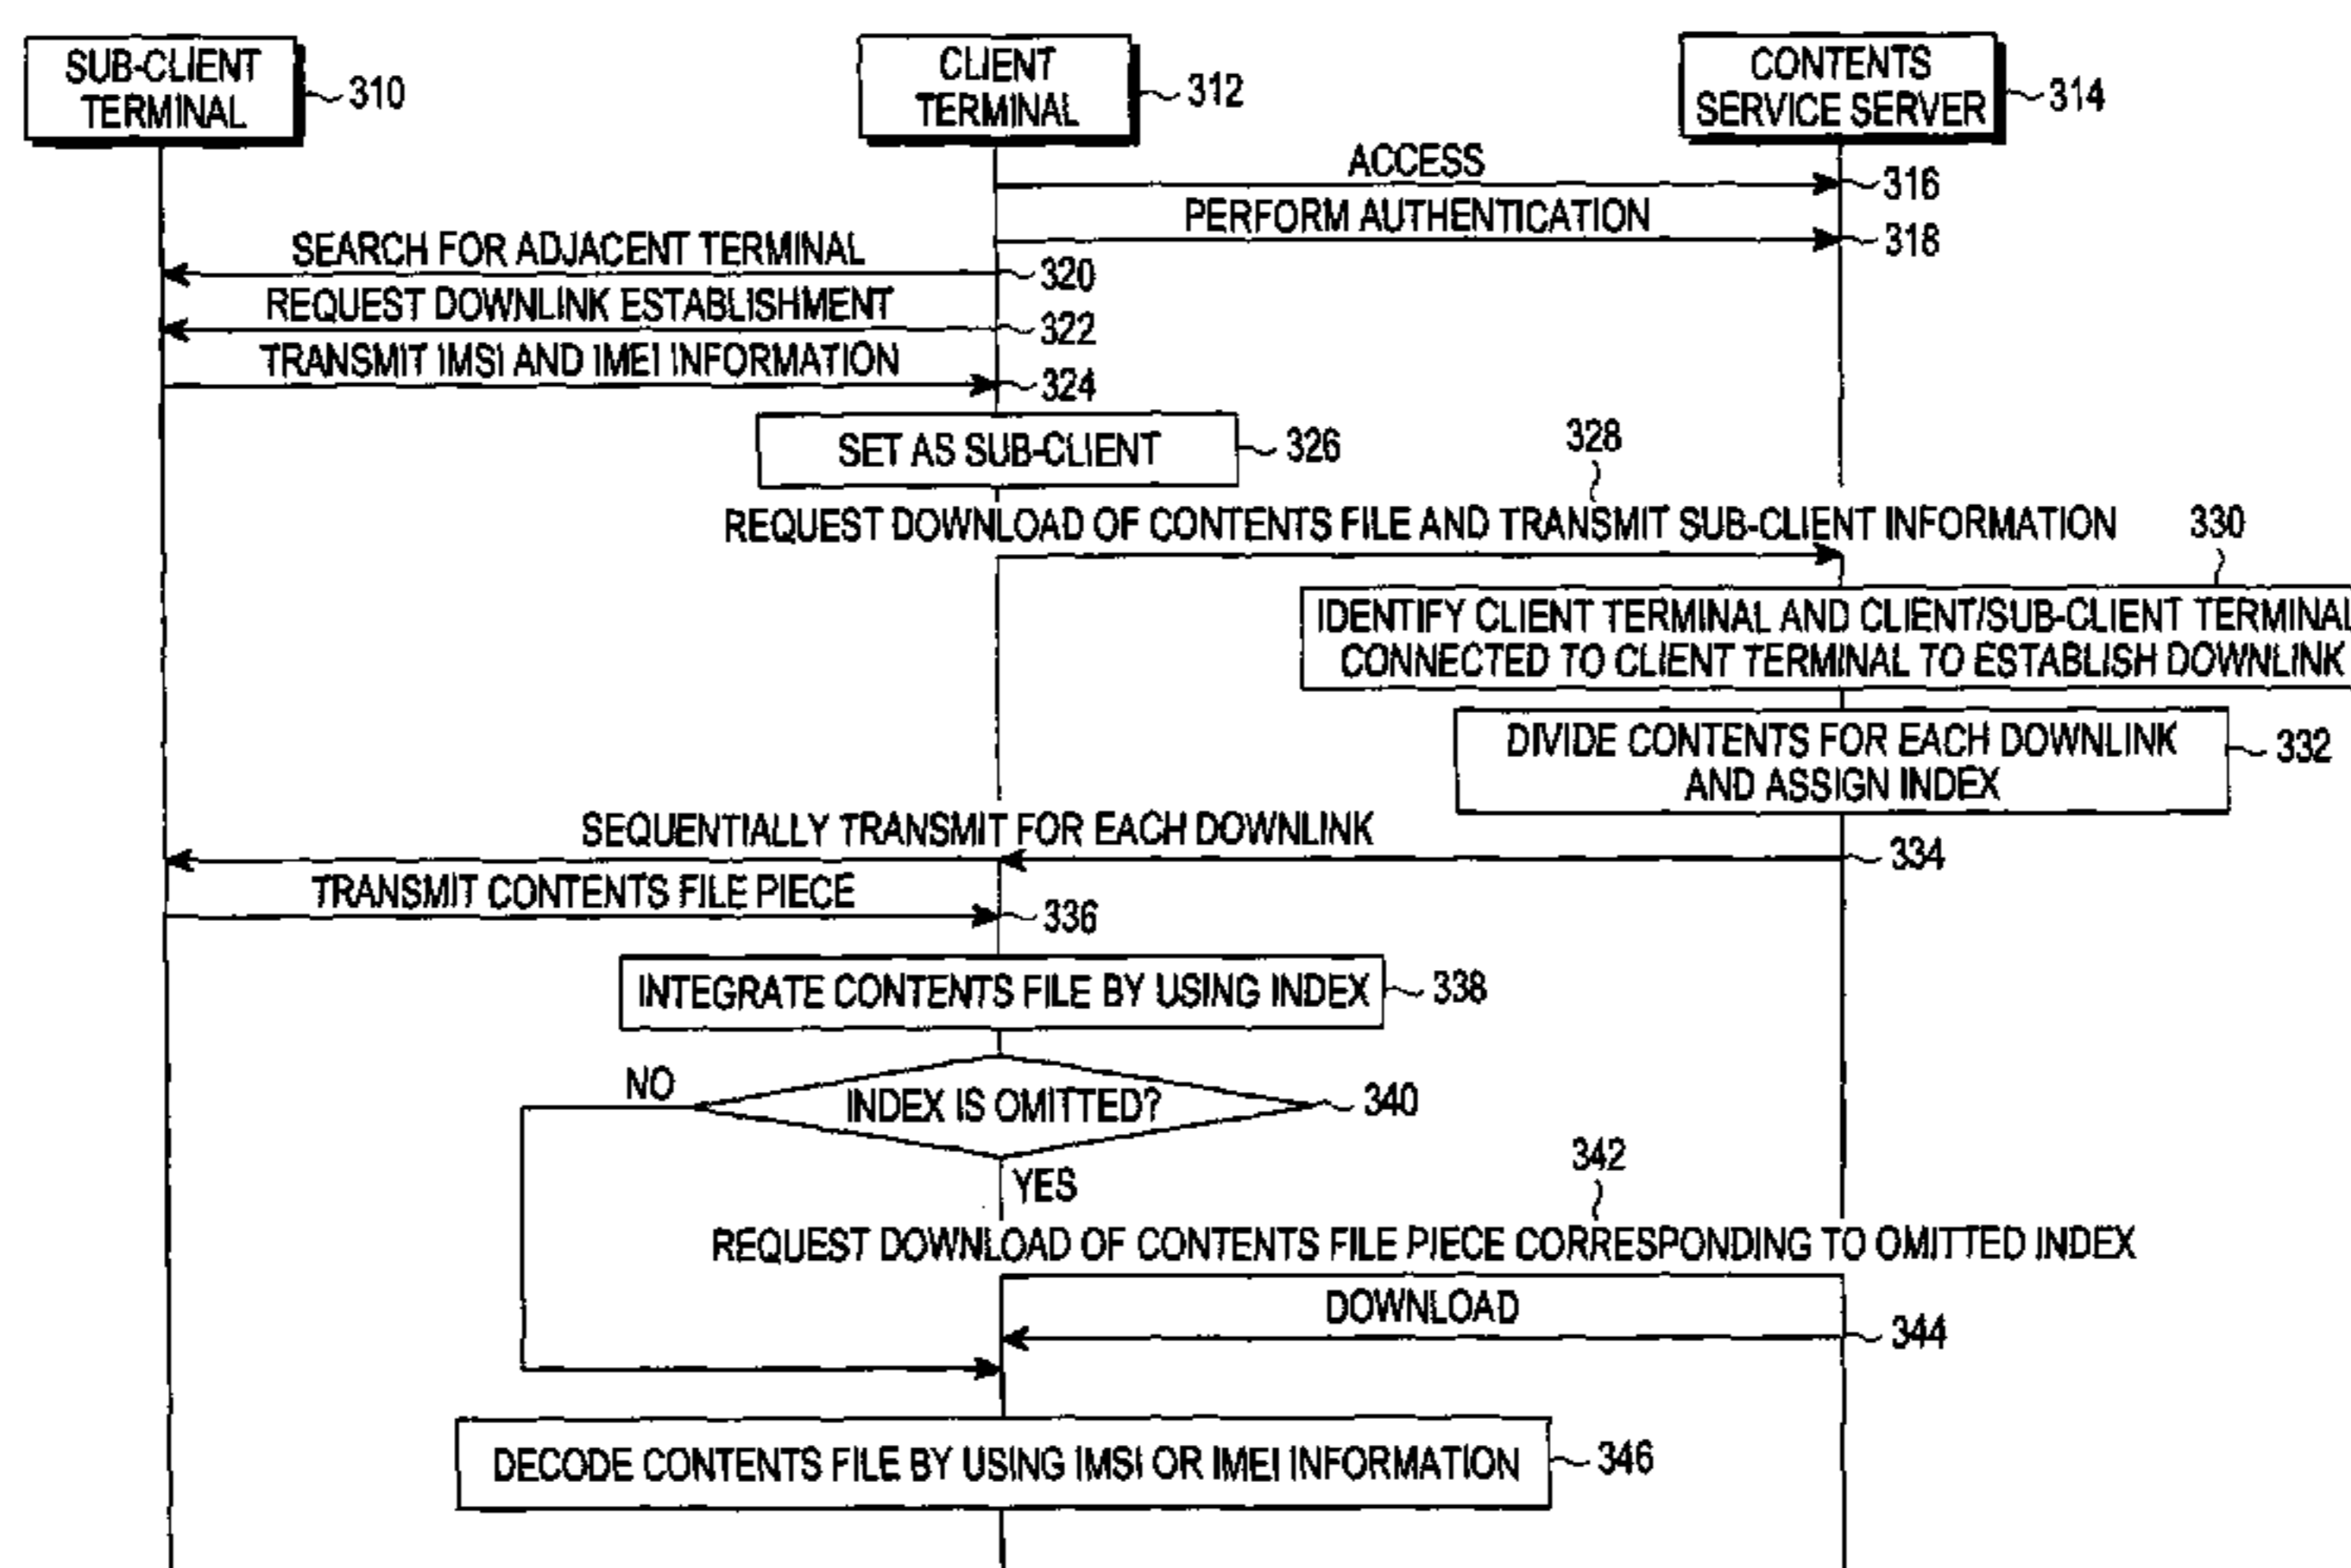 SUB-CLIENT
TERMINAL
310
CLIENT
TERMINAL
312
CONTENTS
SERVICE SERVER
314
ACCESS
316
PERFORM AUTHENTICATION
318
SEARCH FOR ADJACENT TERMINAL
320
REQUEST DOWNLINK ESTABLISHMENT
322
TRANSMIT IMSI AND IMEI INFORMATION
324
SET AS SUB-CLIENT
326
328
REQUEST DOWNLOAD OF CONTENTS FILE AND TRANSMIT SUB-CLIENT INFORMATION
330
IDENTIFY CLIENT TERMINAL AND CLIENT/SUB-CLIENT TERMINAL
CONNECTED TO CLIENT TERMINAL TO ESTABLISH DOWNLINK
DIVIDE CONTENTS FOR EACH DOWNLINK
AND ASSIGN INDEX
332
SEQUENTIALLY TRANSMIT FOR EACH DOWNLINK
334
TRANSMIT CONTENTS FILE PIECE
336
INTEGRATE CONTENTS FILE BY USING INDEX
338
NO
INDEX IS OMITTED?
340
YES
342
REQUEST DOWNLOAD OF CONTENTS FILE PIECE CORRESPONDING TO OMITTED INDEX
DOWNLOAD
344
DECODE CONTENTS FILE BY USING IMSI OR IMEI INFORMATION
346